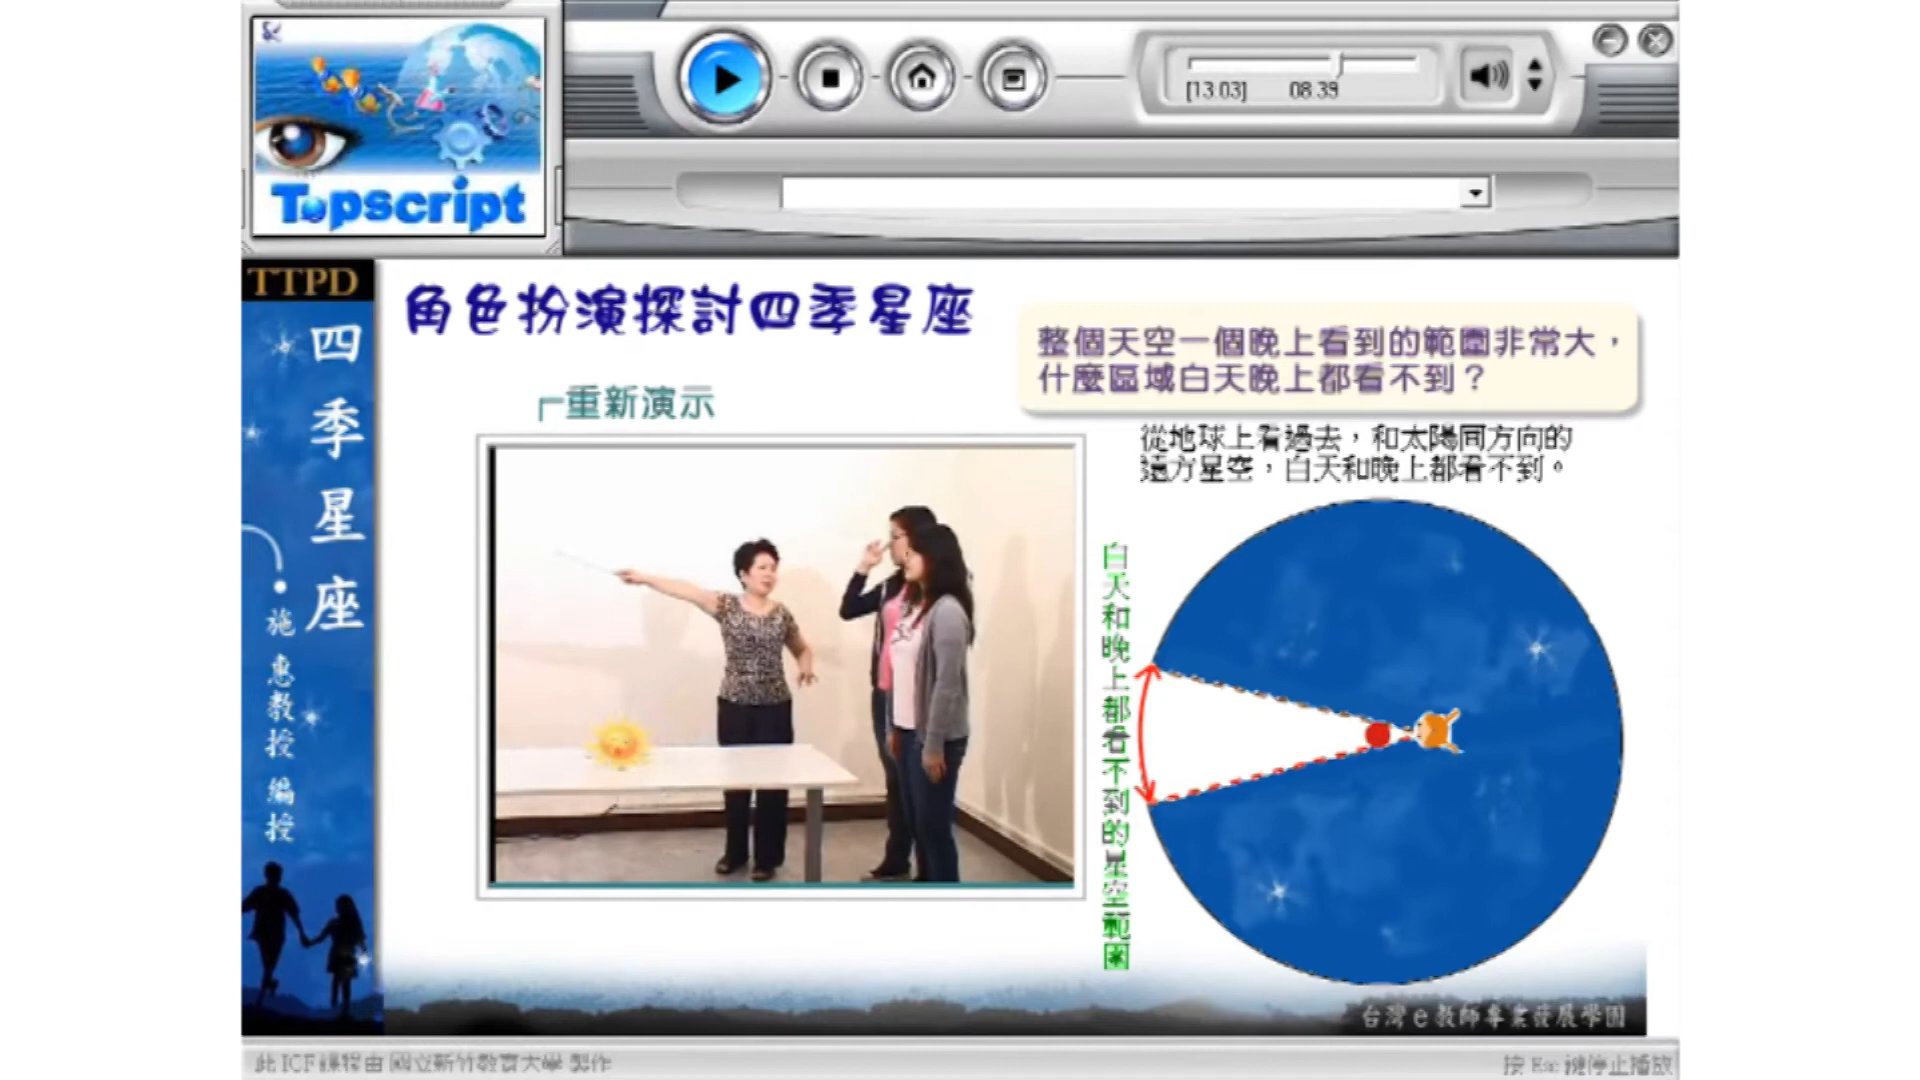 Topscript
[13:03] 08:39
TTPD
四季星座
施惠教授 編授
角色扮演探討四季星座
重新演示
整個天空一個晚上看到的範圍非常大，
什麼區域白天晚上都看不到？
從地球上看過去，和太陽同方向的
遠方星空，白天和晚上都看不到。
白天和晚上都看不到的星空範圍
台灣e教師專業發展學園
此 ICF 課程由 國立新竹教育大學 製作
按 Esc 鍵停止播放